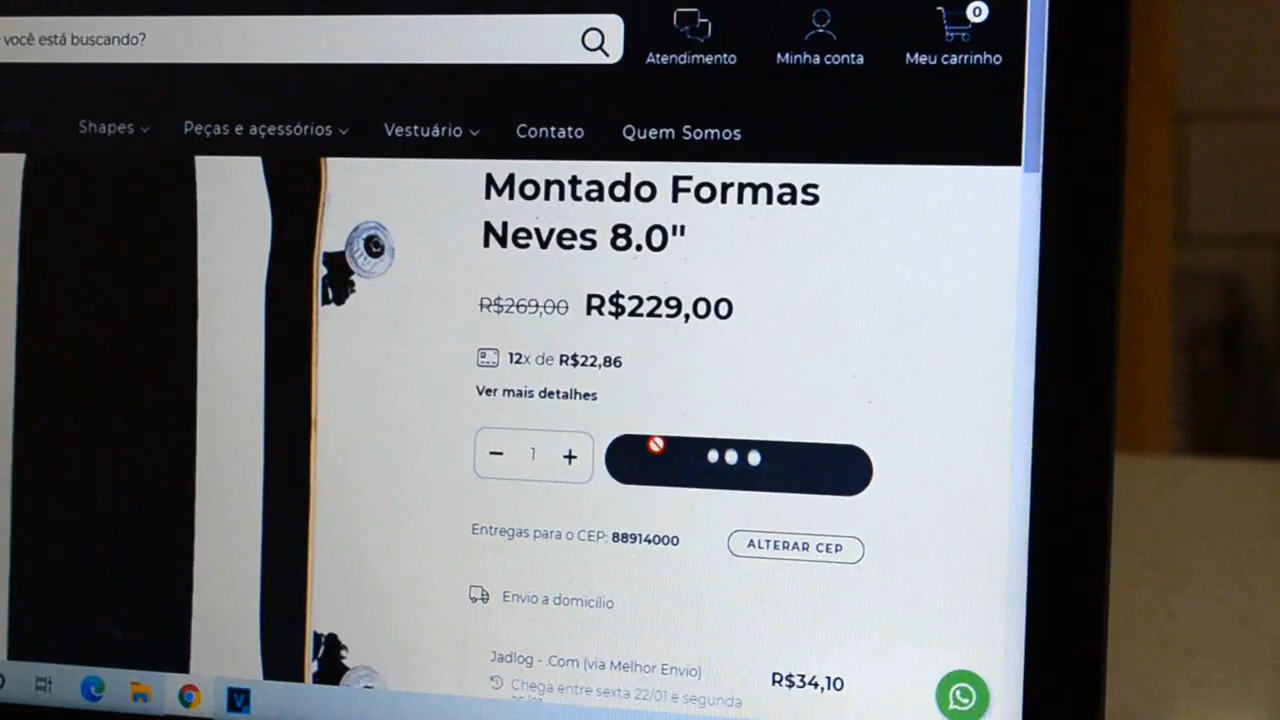 você está buscando?
0
Atendimento
Minha conta
Meu carrinho
Shapes
Peças e açessórios
Vestuário
Contato
Quem Somos
Montado Formas
Neves 8.0"
R$269,00 R$229,00
12x de R$22,86
Ver mais detalhes
− 1 +
Entregas para o CEP: 88914000
ALTERAR CEP
Envio a domicílio
Jadlog - .Com (via Melhor Envio)
R$34,10
Chega entre sexta 22/01 e segunda